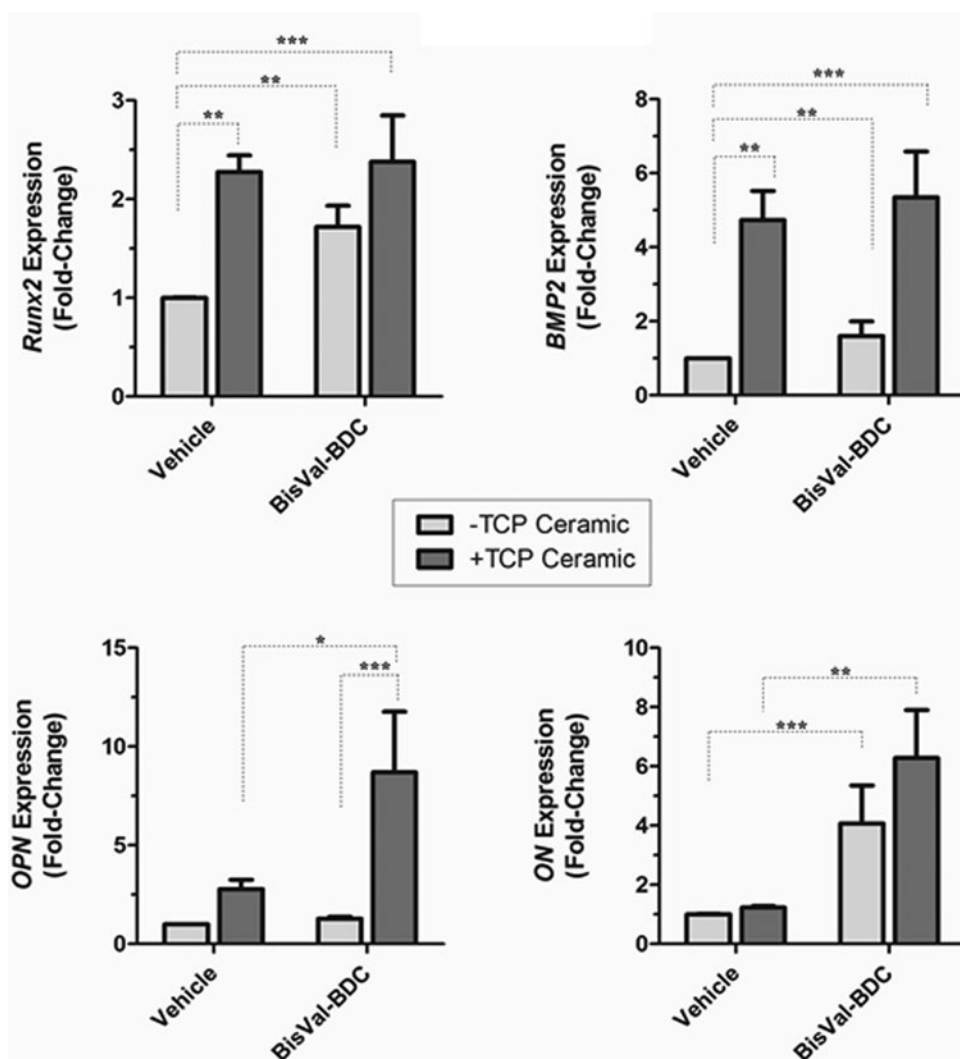 ***
**
**
3
2
1
0
Runx2 Expression
(Fold-Change)
Vehicle
BisVal-BDC
***
**
**
8
6
4
2
0
BMP2 Expression
(Fold-Change)
Vehicle
BisVal-BDC
-TCP Ceramic
+TCP Ceramic
*
***
15
10
5
0
OPN Expression
(Fold-Change)
Vehicle
BisVal-BDC
**
***
10
8
6
4
2
0
ON Expression
(Fold-Change)
Vehicle
BisVal-BDC